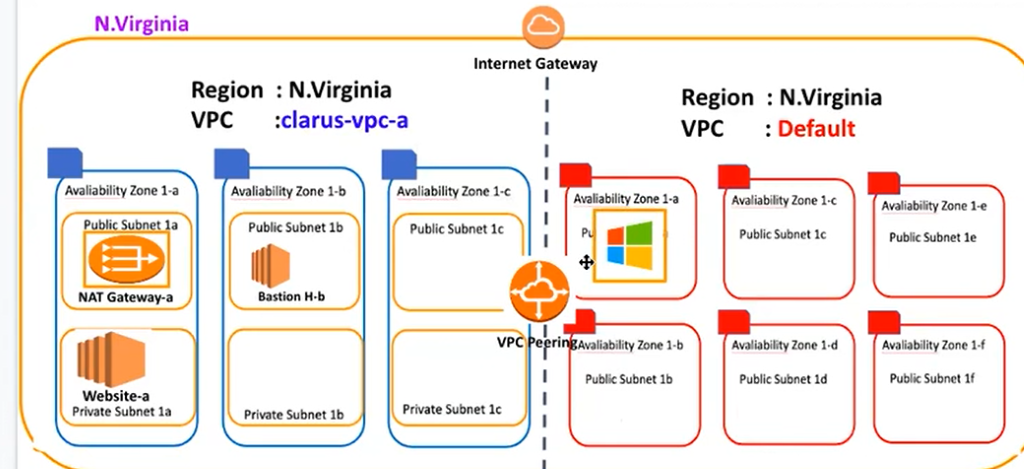 N.Virginia
Internet Gateway
Region : N.Virginia
VPC :clarus-vpc-a
Region : N.Virginia
VPC : Default
Avaliability Zone 1-a
Public Subnet 1a
NAT Gateway-a
Website-a
Private Subnet 1a
Avaliability Zone 1-b
Public Subnet 1b
Bastion H-b
Private Subnet 1b
Avaliability Zone 1-c
Public Subnet 1c
Private Subnet 1c
VPC Peering
Avaliability Zone 1-a
Avaliability Zone 1-c
Public Subnet 1c
Avaliability Zone 1-e
Public Subnet 1e
Avaliability Zone 1-b
Public Subnet 1b
Avaliability Zone 1-d
Public Subnet 1d
Avaliability Zone 1-f
Public Subnet 1f